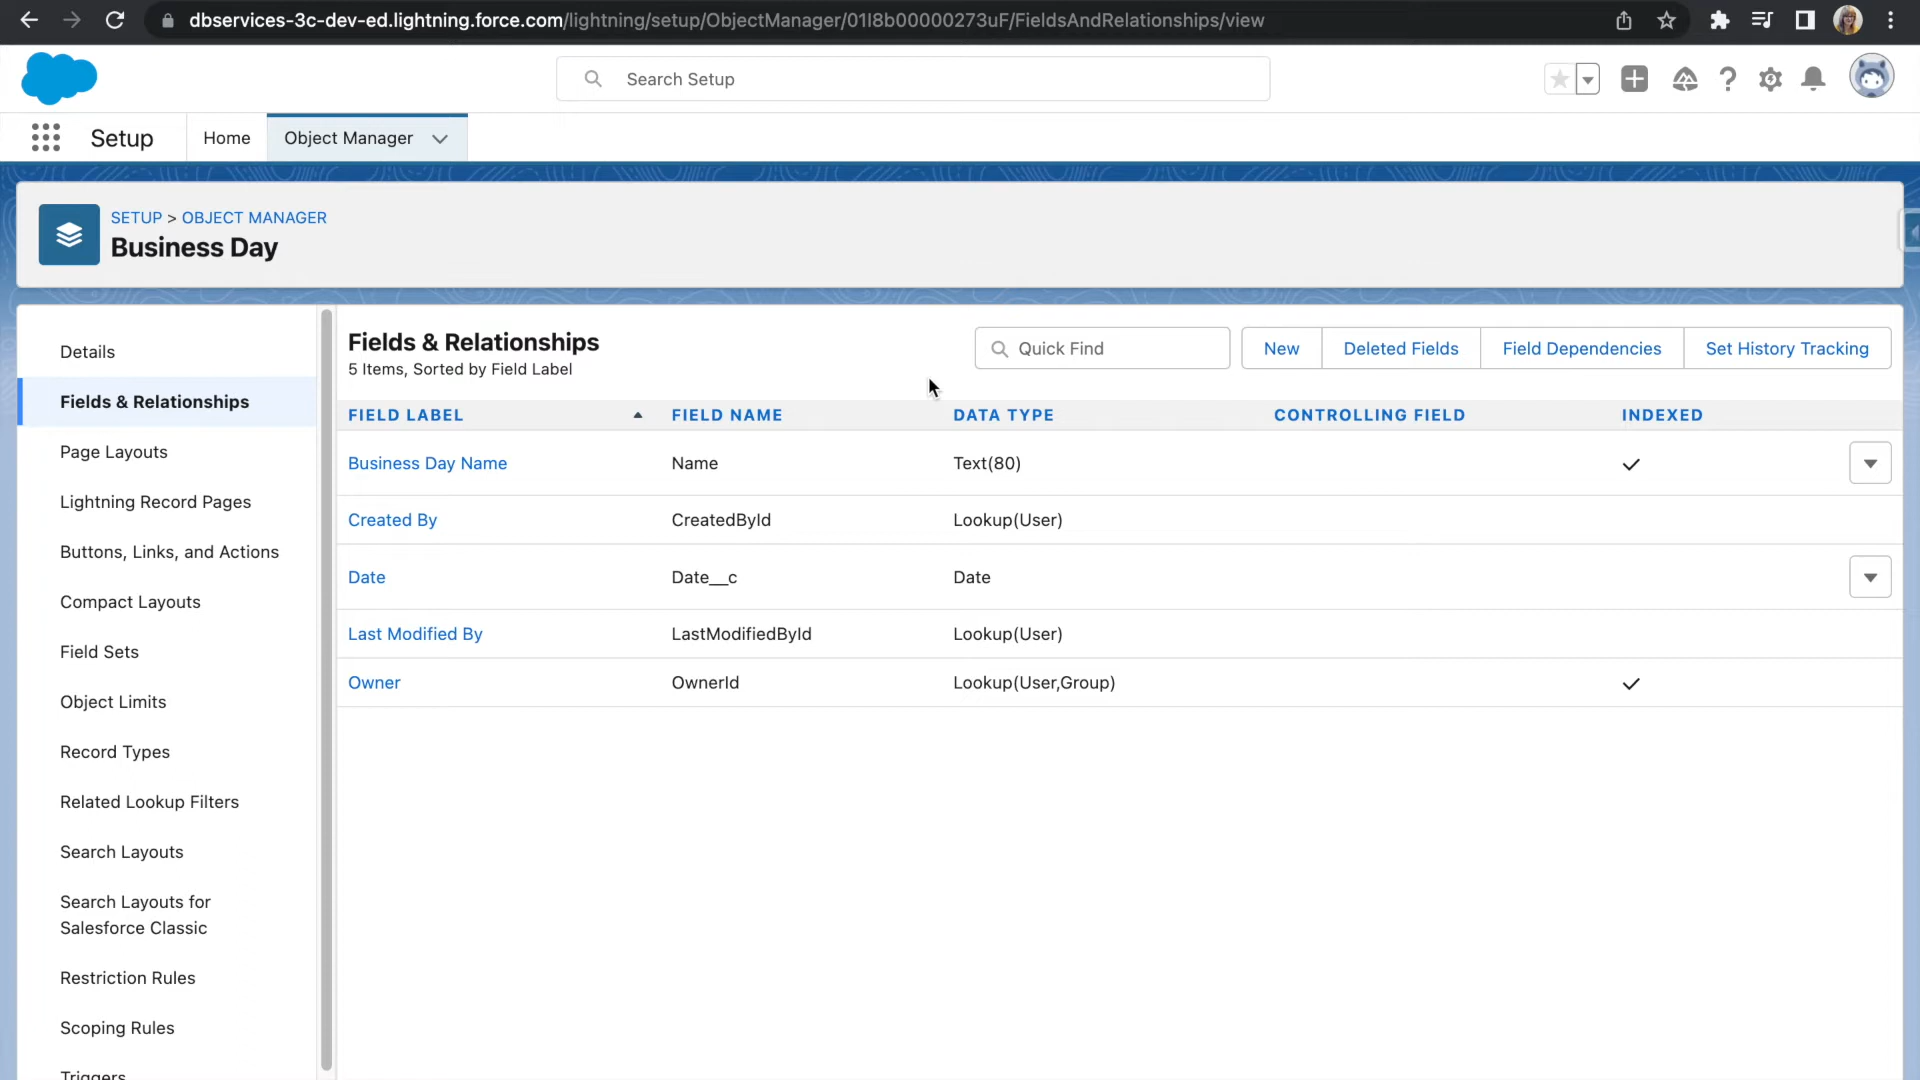 dbservices-3c-dev-ed.lightning.force.com/lightning/setup/ObjectManager/01I8b00000273uF/FieldsAndRelationships/view
Search Setup
Setup
Home
Object Manager
SETUP > OBJECT MANAGER
Business Day
Details
Fields & Relationships
Page Layouts
Lightning Record Pages
Buttons, Links, and Actions
Compact Layouts
Field Sets
Object Limits
Record Types
Related Lookup Filters
Search Layouts
Search Layouts for
Salesforce Classic
Restriction Rules
Scoping Rules
Triggers
Fields & Relationships
5 Items, Sorted by Field Label
Quick Find
New
Deleted Fields
Field Dependencies
Set History Tracking
FIELD LABEL FIELD NAME DATA TYPE CONTROLLING FIELD INDEXED
Business Day Name Name Text(80)
Created By CreatedById Lookup(User)
Date Date__c Date
Last Modified By LastModifiedById Lookup(User)
Owner OwnerId Lookup(User,Group)